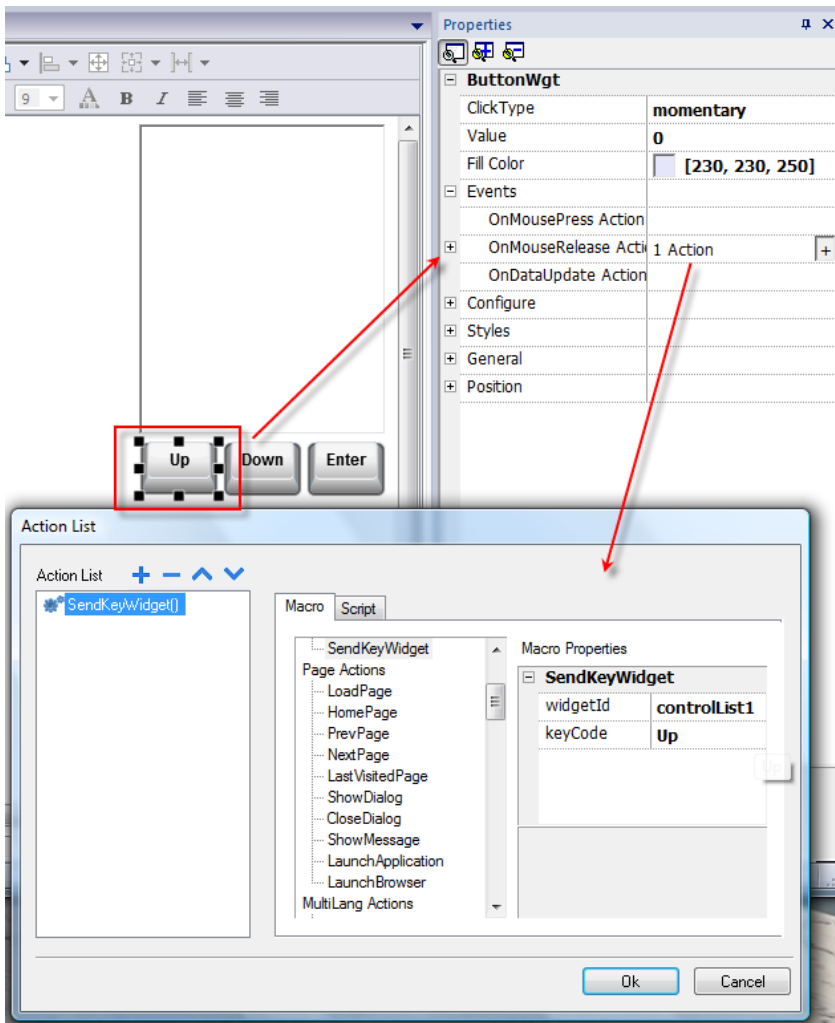 Properties
9
A B I
ButtonWgt
ClickType momentary
Value 0
Fill Color [230, 230, 250]
Events
OnMousePress Action
OnMouseRelease Acti 1 Action +
OnDataUpdate Action
Configure
Styles
General
Position
Up Down Enter
Action List
Action List
SendKeyWidget()
Macro Script
SendKeyWidget
Page Actions
LoadPage
HomePage
PrevPage
NextPage
LastVisitedPage
ShowDialog
CloseDialog
ShowMessage
LaunchApplication
LaunchBrowser
MultiLang Actions
Macro Properties
SendKeyWidget
widgetId controlList1
keyCode Up
Up
Ok Cancel